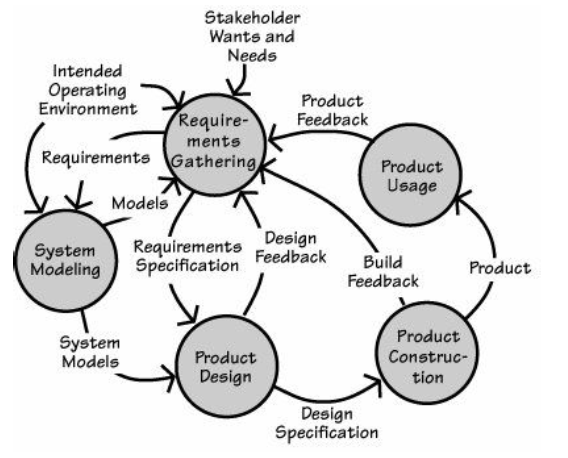 Stakeholder
Wants and
Needs
Intended
Operating
Environment
Product
Feedback
Require-
ments
Gathering
Requirements
Product
Usage
Models
System
Modeling
Requirements
Specification
Design
Feedback
Build
Feedback
Product
System
Models
Product
Design
Product
Construc-
tion
Design
Specification